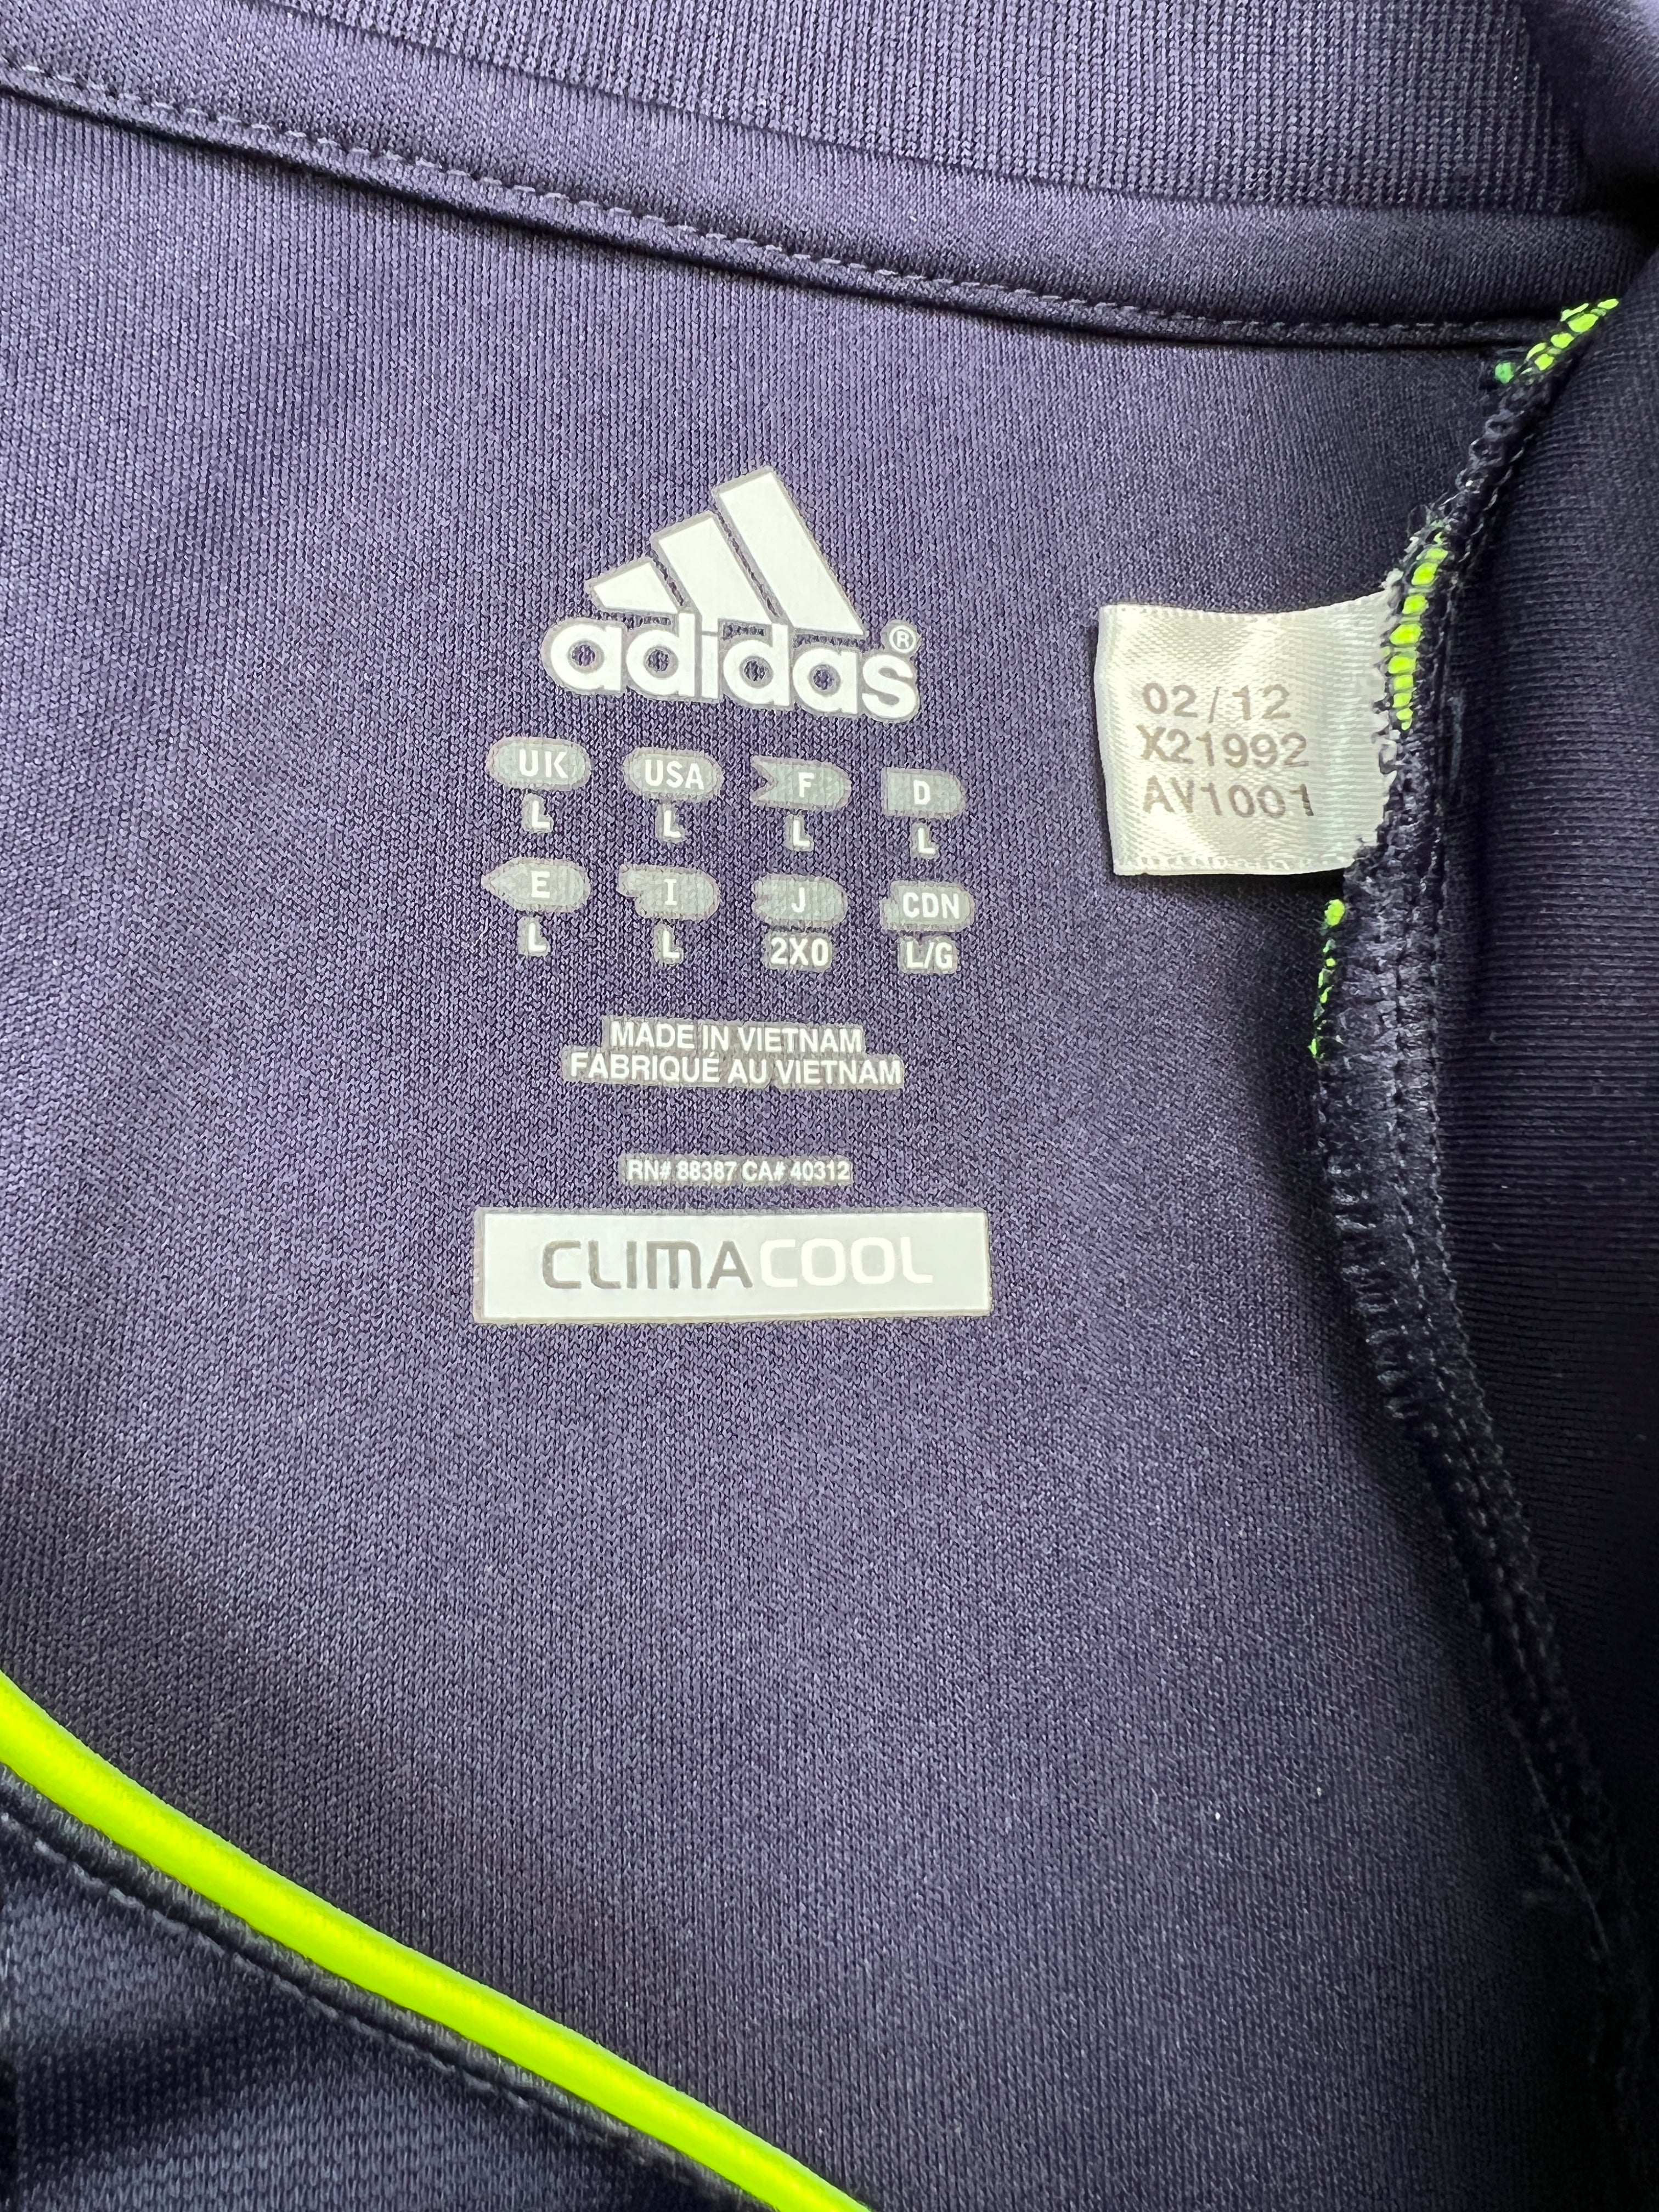 adidas®
UK USA F D
L L L L
E I J CDN
L L 2XO L/G
MADE IN VIETNAM
FABRIQUÉ AU VIETNAM
RN# 88387 CA# 40312
CLIMACOOL
02/12
X21992
AV1001